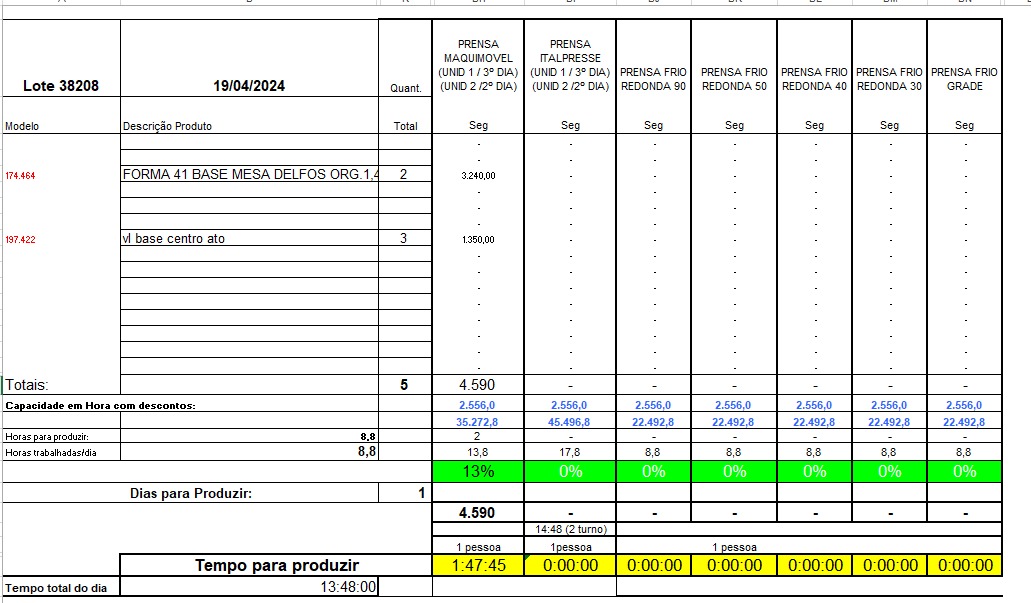 PRENSA MAQUIMOVEL (UNID 1 / 3º DIA) (UNID 2 /2º DIA)
PRENSA ITALPRESSE (UNID 1 / 3º DIA) (UNID 2 /2º DIA)
PRENSA FRIO REDONDA 90
PRENSA FRIO REDONDA 50
PRENSA FRIO REDONDA 40
PRENSA FRIO REDONDA 30
PRENSA FRIO GRADE
Lote 38208 19/04/2024 Quant.
Modelo Descrição Produto Total Seg Seg Seg Seg Seg Seg Seg
- - - - - - -
- - - - - - -
174.464 FORMA 41 BASE MESA DELFOS ORG.1,4 2 3.240,00 - - - - - -
- - - - - - -
- - - - - - -
- - - - - - -
197.422 vl base centro ato 3 1.350,00 - - - - - -
- - - - - - -
- - - - - - -
- - - - - - -
- - - - - - -
- - - - - - -
- - - - - - -
- - - - - - -
- - - - - - -
Totais: 5 4.590 - - - - - -
Capacidade em Hora com descontos: 2.556,0 2.556,0 2.556,0 2.556,0 2.556,0 2.556,0 2.556,0
35.272,8 45.496,8 22.492,8 22.492,8 22.492,8 22.492,8 22.492,8
Horas para produzir: 8,8 2 - - - - - -
Horas trabalhadas/dia 8,8 13,8 17,8 8,8 8,8 8,8 8,8 8,8
13% 0% 0% 0% 0% 0% 0%
Dias para Produzir: 1
4.590 - - - - - -
14:48 (2 turno)
1 pessoa 1pessoa 1 pessoa
Tempo para produzir 1:47:45 0:00:00 0:00:00 0:00:00 0:00:00 0:00:00 0:00:00
Tempo total do dia 13:48:00